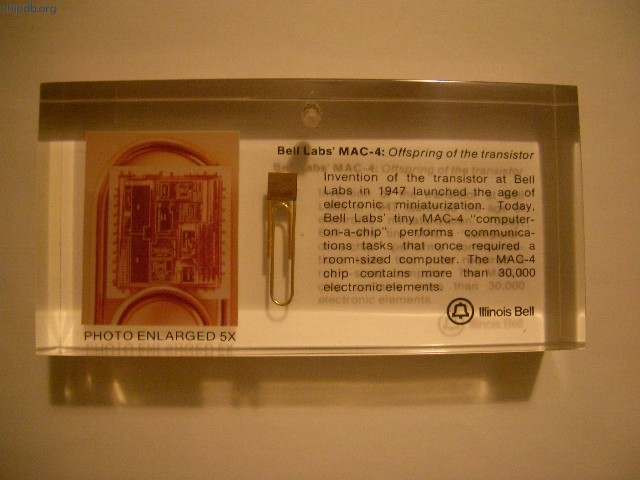 chipdb.org
Bell Labs' MAC-4: Offspring of the transistor
Invention of the transistor at Bell
Labs in 1947 launched the age of
electronic miniaturization. Today,
Bell Labs' tiny MAC-4 "computer-
on-a-chip" performs communica-
tions tasks that once required a
room-sized computer. The MAC-4
chip contains more than 30,000
electronic elements.
Illinois Bell
PHOTO ENLARGED 5X